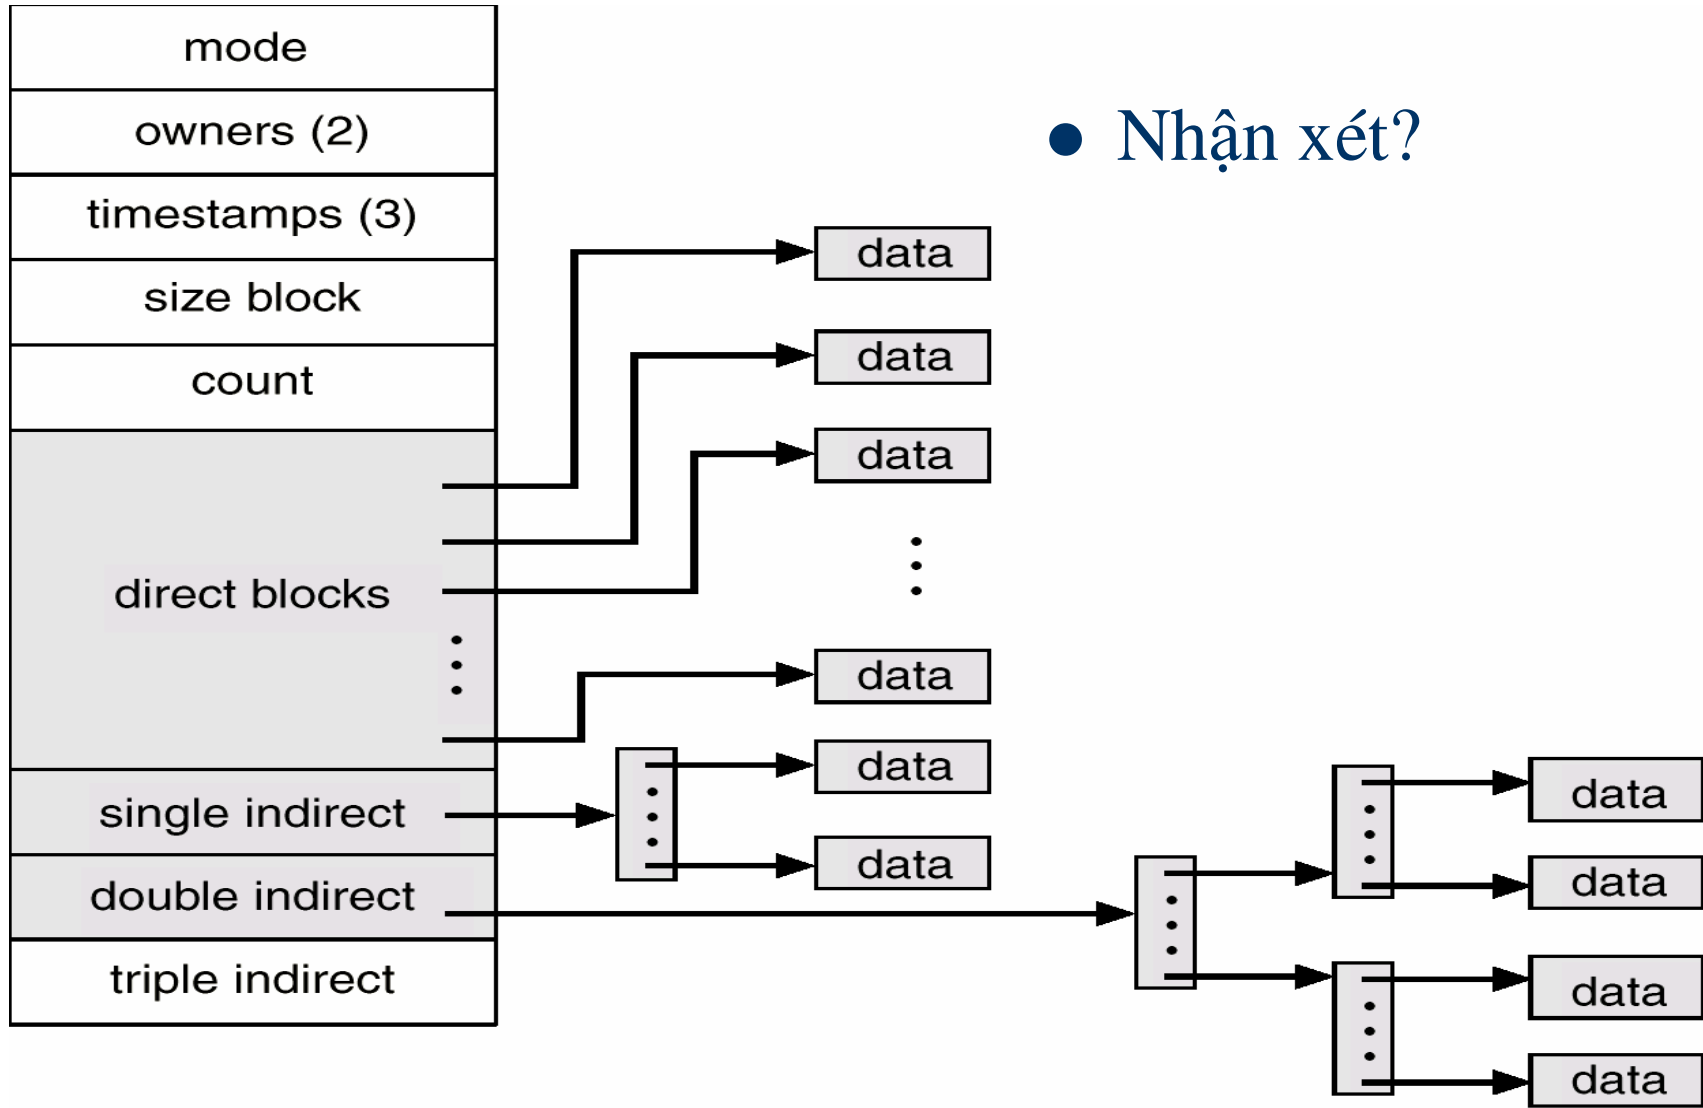 mode
owners (2)
timestamps (3)
size block
count
direct blocks
single indirect
double indirect
triple indirect
• Nhận xét?
data
data
data
data
data
data
data
data
data
data